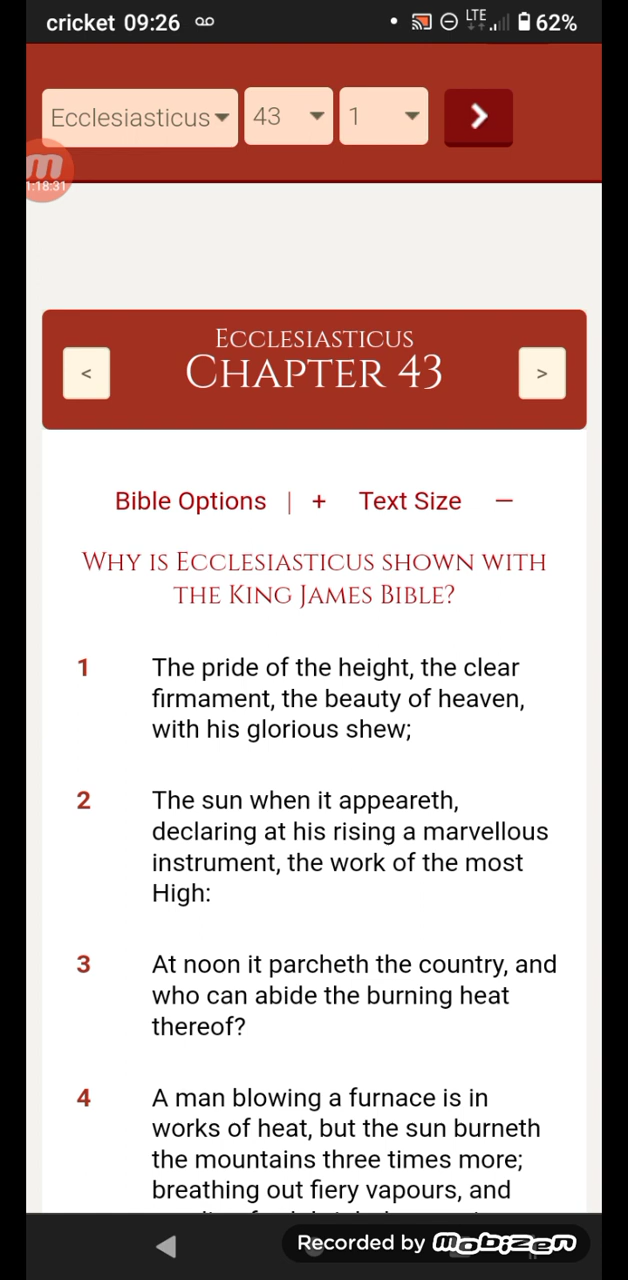 cricket 09:26 LTE 62%
Ecclesiasticus 43 1 >
m
1:18:31
Ecclesiasticus
< Chapter 43 >
Bible Options | + Text Size —
Why is Ecclesiasticus shown with
the King James Bible?
1 The pride of the height, the clear
firmament, the beauty of heaven,
with his glorious shew;
2 The sun when it appeareth,
declaring at his rising a marvellous
instrument, the work of the most
High:
3 At noon it parcheth the country, and
who can abide the burning heat
thereof?
4 A man blowing a furnace is in
works of heat, but the sun burneth
the mountains three times more;
breathing out fiery vapours, and
Recorded by Mobizen